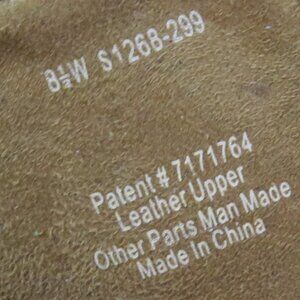 8½W S1268-299
Patent # 7171764
Leather Upper
Other Parts Man Made
Made In China